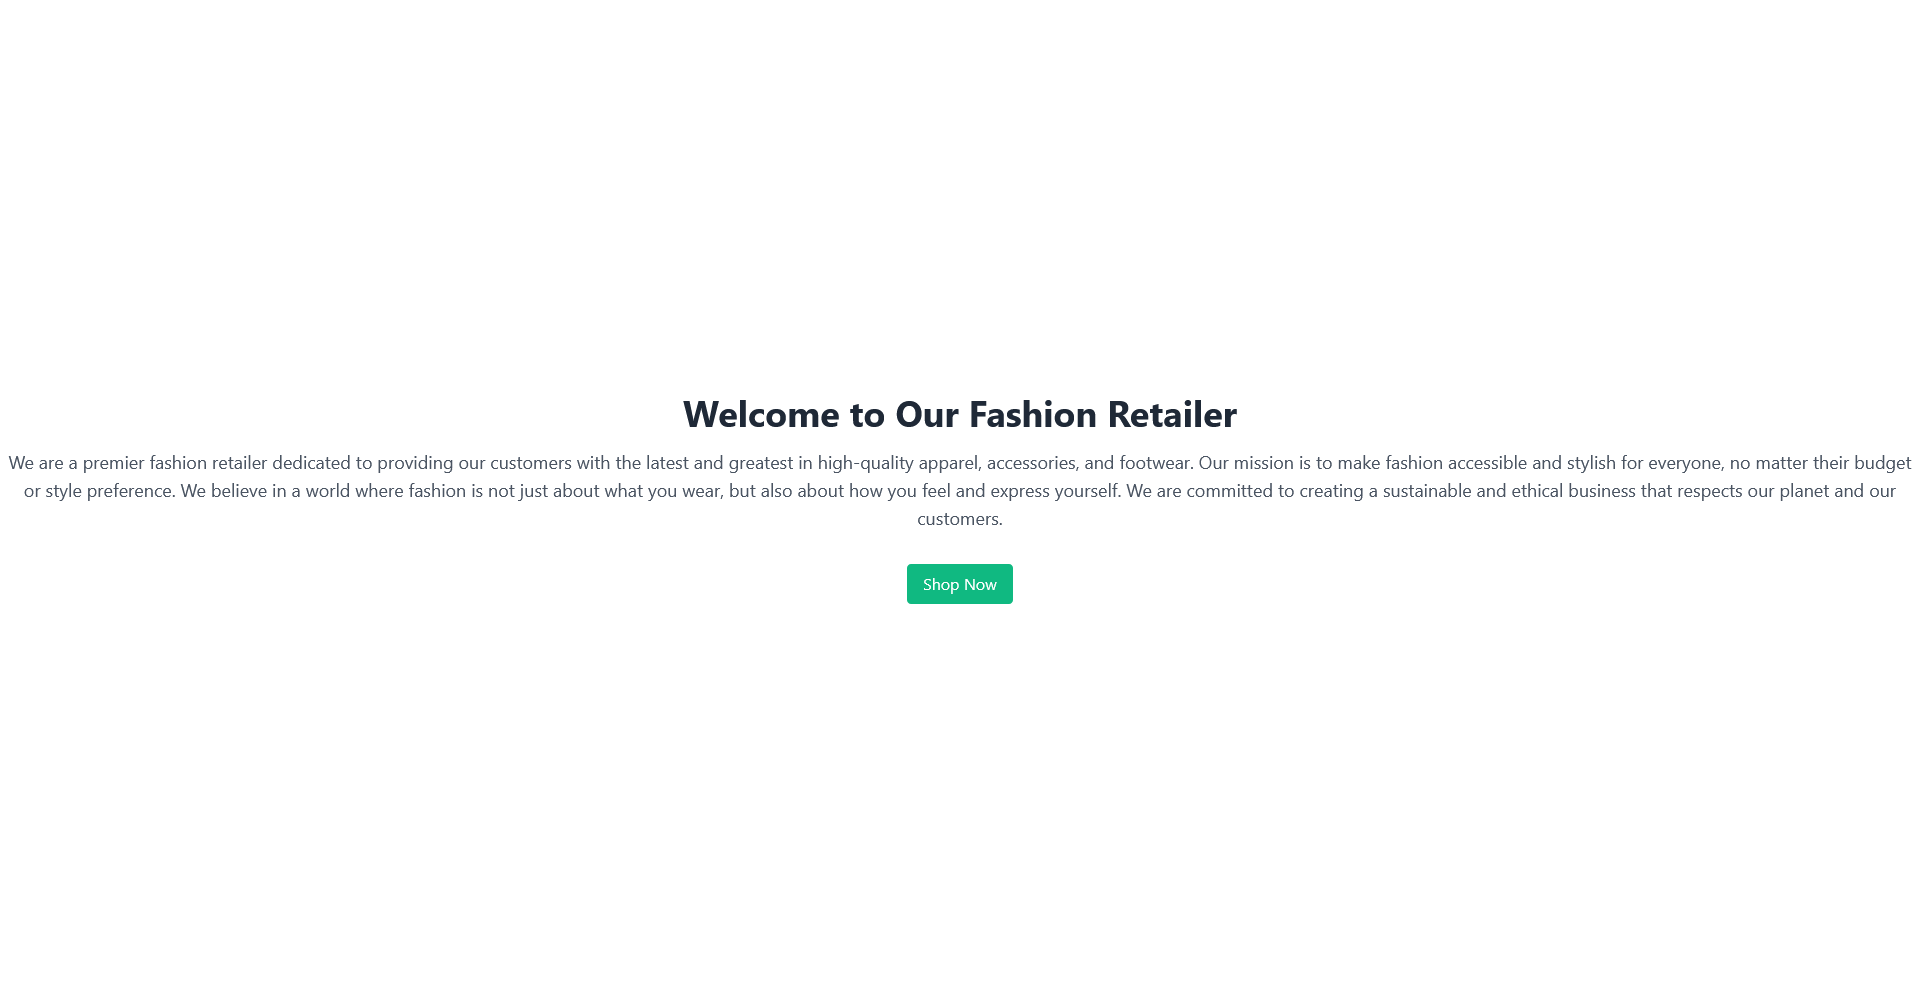 Welcome to Our Fashion Retailer
We are a premier fashion retailer dedicated to providing our customers with the latest and greatest in high-quality apparel, accessories, and footwear. Our mission is to make fashion accessible and stylish for everyone, no matter their budget
or style preference. We believe in a world where fashion is not just about what you wear, but also about how you feel and express yourself. We are committed to creating a sustainable and ethical business that respects our planet and our
customers.
Shop Now